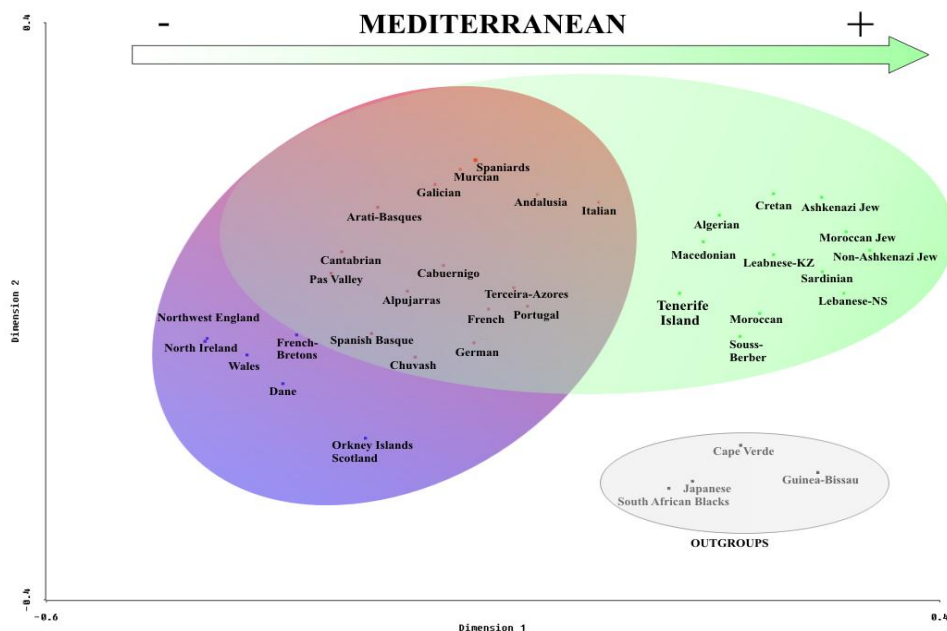 0.4
- MEDITERRANEAN +
Spaniards
Murcian
Galician
Andalusia
Italian
Arati-Basques
Cretan
Ashkenazi Jew
Algerian
Moroccan Jew
Macedonian
Non-Ashkenazi Jew
Leabnese-KZ
Sardinian
Cantabrian
Cabuernigo
Pas Valley
Alpujarras
Terceira-Azores
Lebanese-NS
Tenerife
Island
French
Portugal
Moroccan
Northwest England
North Ireland
French-
Bretons
Spanish Basque
German
Souss-
Berber
Wales
Chuvash
Dane
Orkney Islands
Scotland
Cape Verde
Guinea-Bissau
Japanese
South African Blacks
OUTGROUPS
Dimension 2
-0.4
-0.6
0.4
Dimension 1